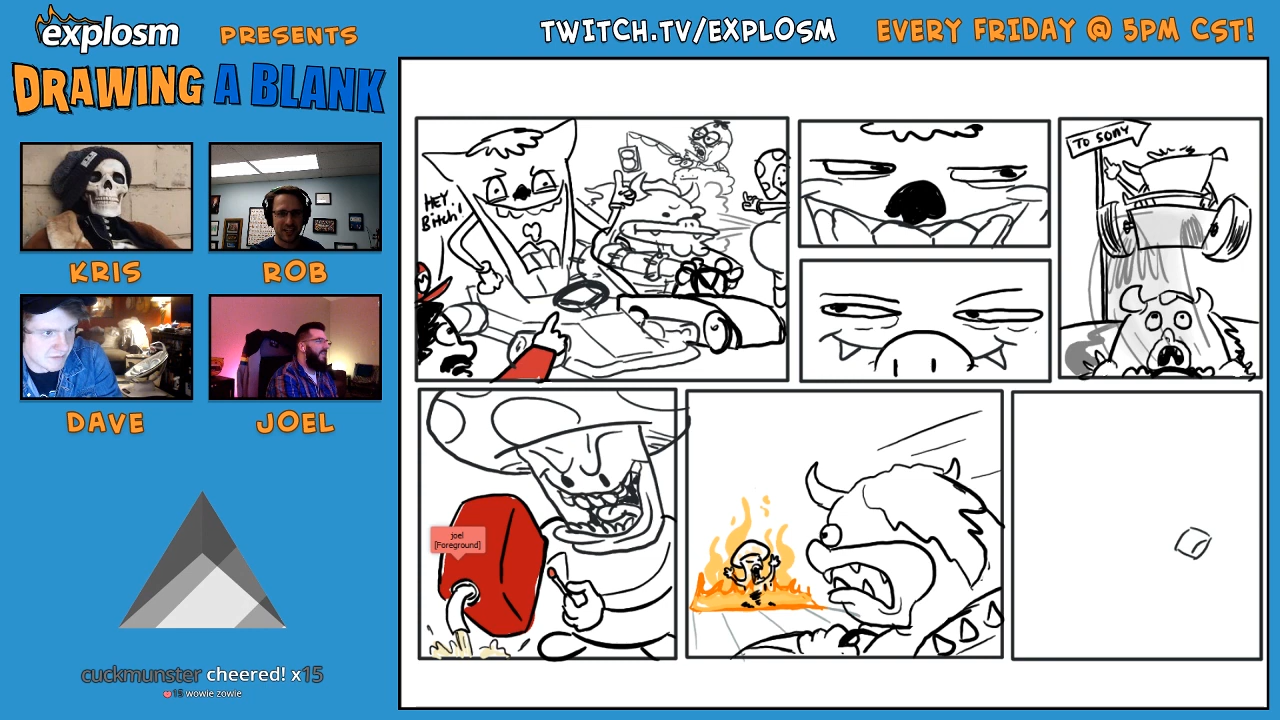 explosm PRESENTS
DRAWING A BLANK
TWITCH.TV/EXPLOSM EVERY FRIDAY @ 5PM CST!
KRIS
ROB
DAVE
JOEL
HEY
BITCH!
TO SONY
joel
[Foreground]
cuckmunster cheered! x15
15 wowie zowie